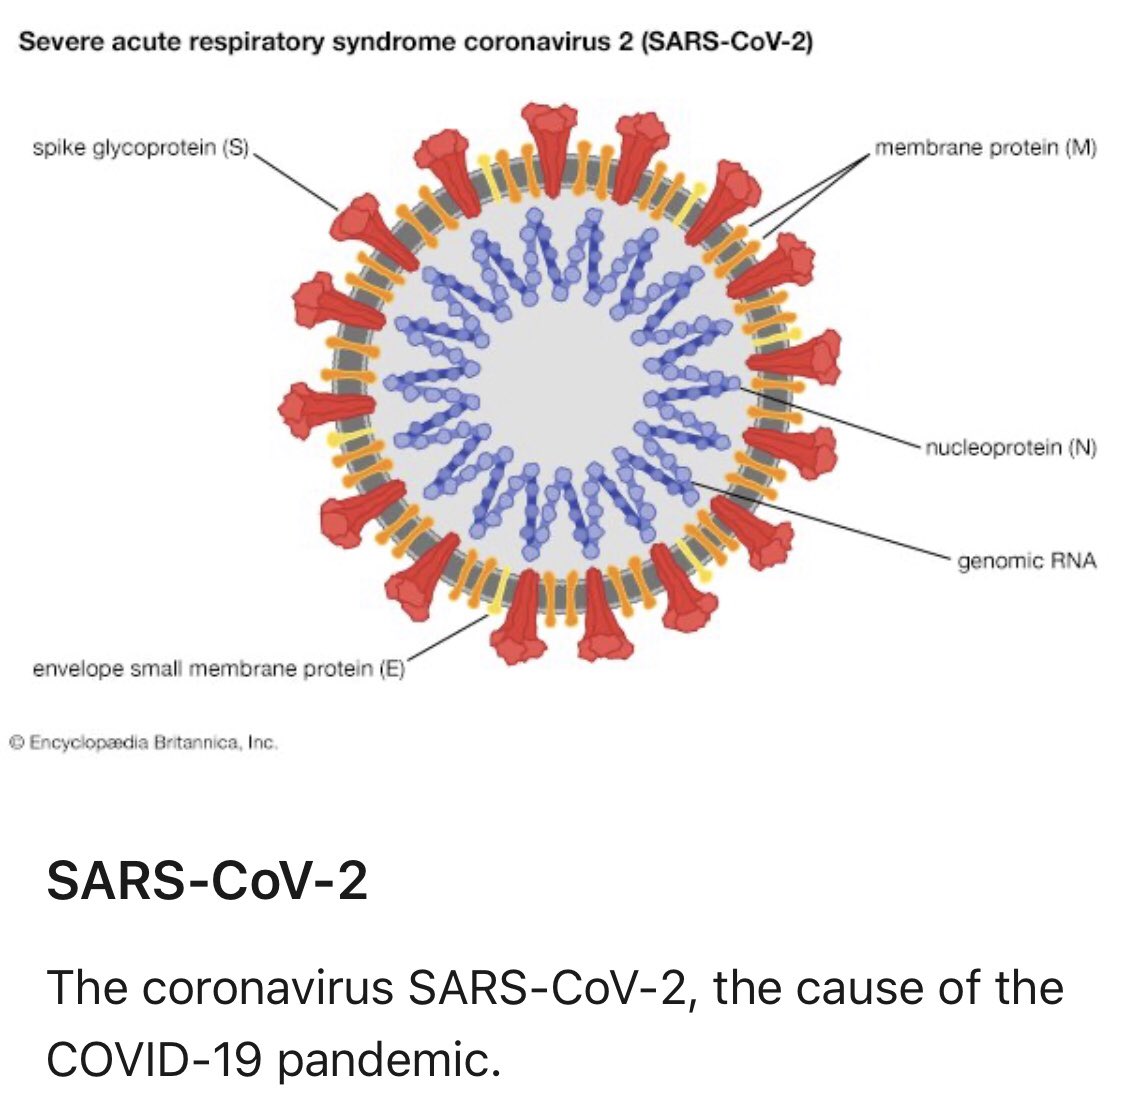 Severe acute respiratory syndrome coronavirus 2 (SARS-CoV-2)
spike glycoprotein (S)
membrane protein (M)
nucleoprotein (N)
genomic RNA
envelope small membrane protein (E)
© Encyclopædia Britannica, Inc.
SARS-CoV-2
The coronavirus SARS-CoV-2, the cause of the
COVID-19 pandemic.